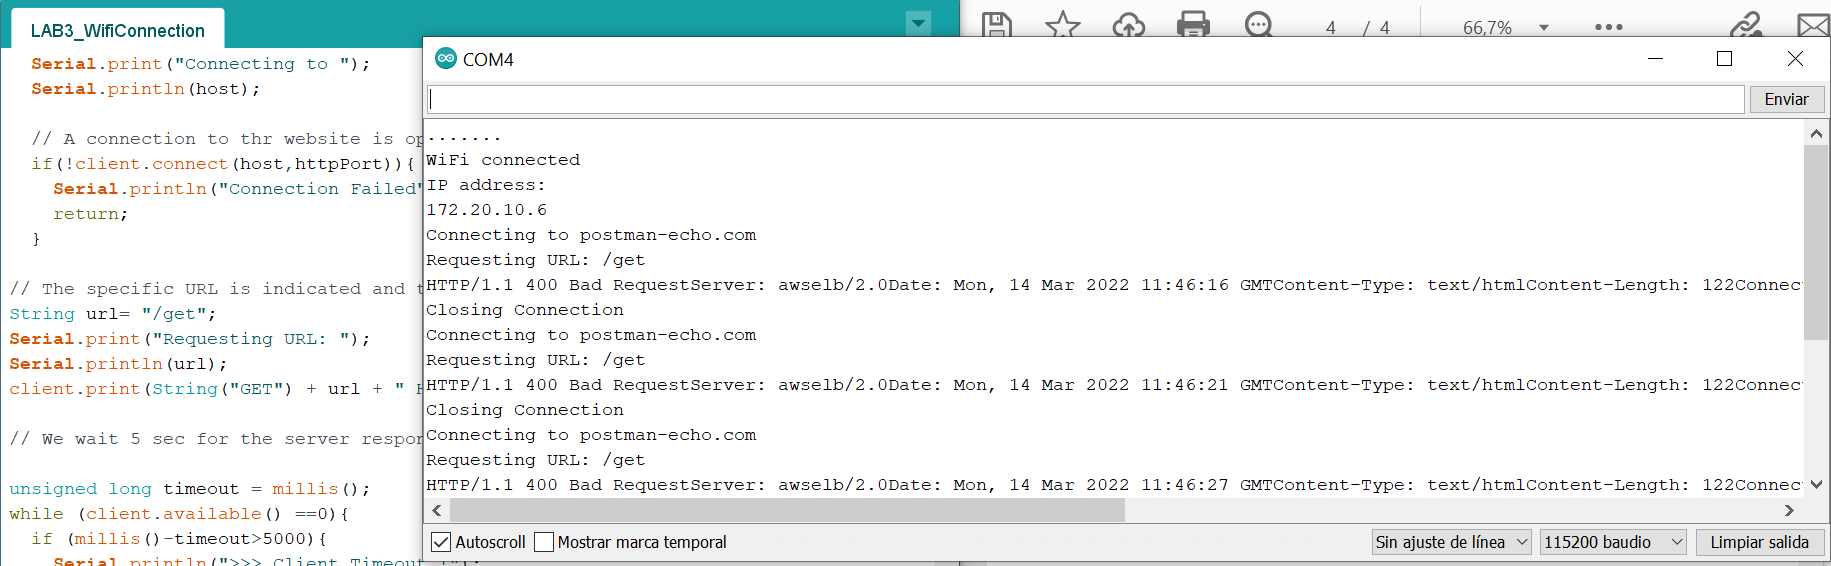 LAB3_WifiConnection
Serial.print("Connecting to ");
Serial.println(host);
// A connection to thr website is op
if(!client.connect(host,httpPort)){
Serial.println("Connection Failed"
return;
}
// The specific URL is indicated and t
String url= "/get";
Serial.print("Requesting URL: ");
Serial.println(url);
client.print(String("GET") + url + " H
// We wait 5 sec for the server respon
unsigned long timeout = millis();
while (client.available() ==0){
if (millis()-timeout>5000){
Serial.println(">>> Client Timeout !");
4 / 4
66,7%
COM4
Enviar
.......
WiFi connected
IP address:
172.20.10.6
Connecting to postman-echo.com
Requesting URL: /get
HTTP/1.1 400 Bad RequestServer: awselb/2.0Date: Mon, 14 Mar 2022 11:46:16 GMTContent-Type: text/htmlContent-Length: 122Connec
Closing Connection
Connecting to postman-echo.com
Requesting URL: /get
HTTP/1.1 400 Bad RequestServer: awselb/2.0Date: Mon, 14 Mar 2022 11:46:21 GMTContent-Type: text/htmlContent-Length: 122Connec
Closing Connection
Connecting to postman-echo.com
Requesting URL: /get
HTTP/1.1 400 Bad RequestServer: awselb/2.0Date: Mon, 14 Mar 2022 11:46:27 GMTContent-Type: text/htmlContent-Length: 122Connec
Autoscroll
Mostrar marca temporal
Sin ajuste de línea
115200 baudio
Limpiar salida